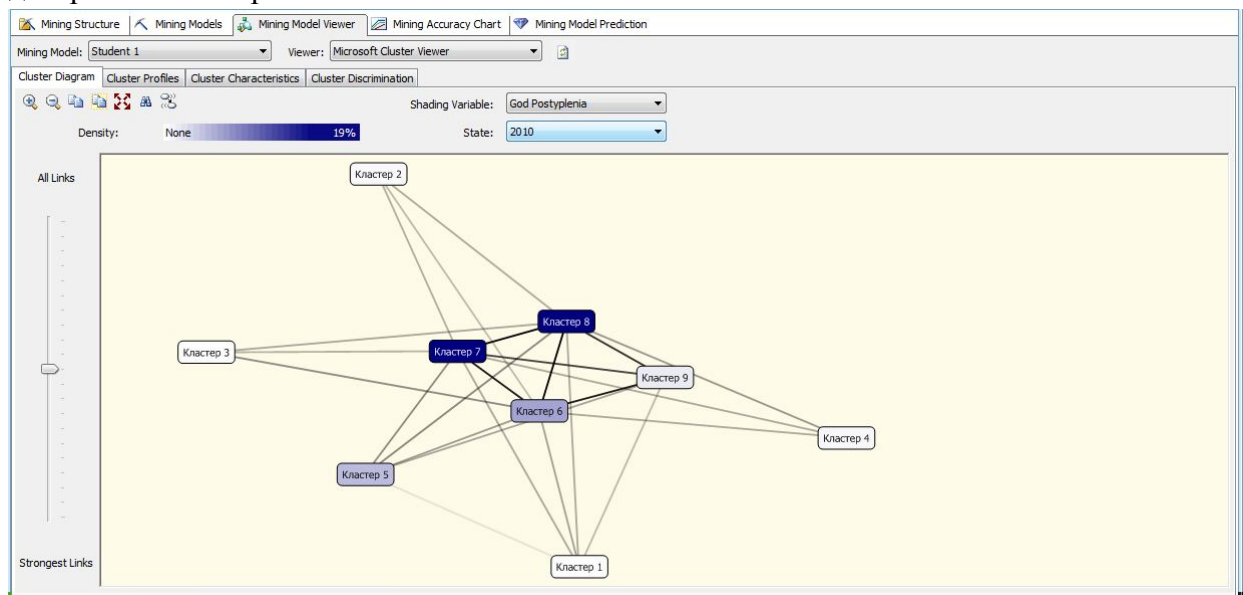 Mining Structure Mining Models Mining Model Viewer Mining Accuracy Chart Mining Model Prediction
Mining Model: Student 1 Viewer: Microsoft Cluster Viewer
Cluster Diagram Cluster Profiles Cluster Characteristics Cluster Discrimination
Shading Variable: God Postyplenia
Density: None 19% State: 2010
All Links
Кластер 2
Кластер 8
Кластер 3
Кластер 7
Кластер 9
Кластер 6
Кластер 4
Кластер 5
Strongest Links
Кластер 1